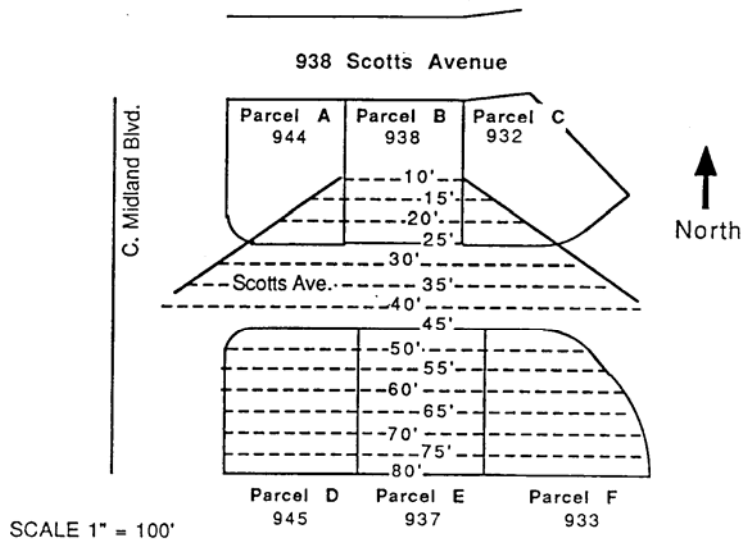 938 Scotts Avenue
C. Midland Blvd.
Parcel A
944
Parcel B
938
Parcel C
932
North
10'
15'
20'
25'
30'
Scotts Ave.
35'
40'
45'
50'
55'
60'
65'
70'
75'
80'
Parcel D
945
Parcel E
937
Parcel F
933
SCALE 1" = 100'